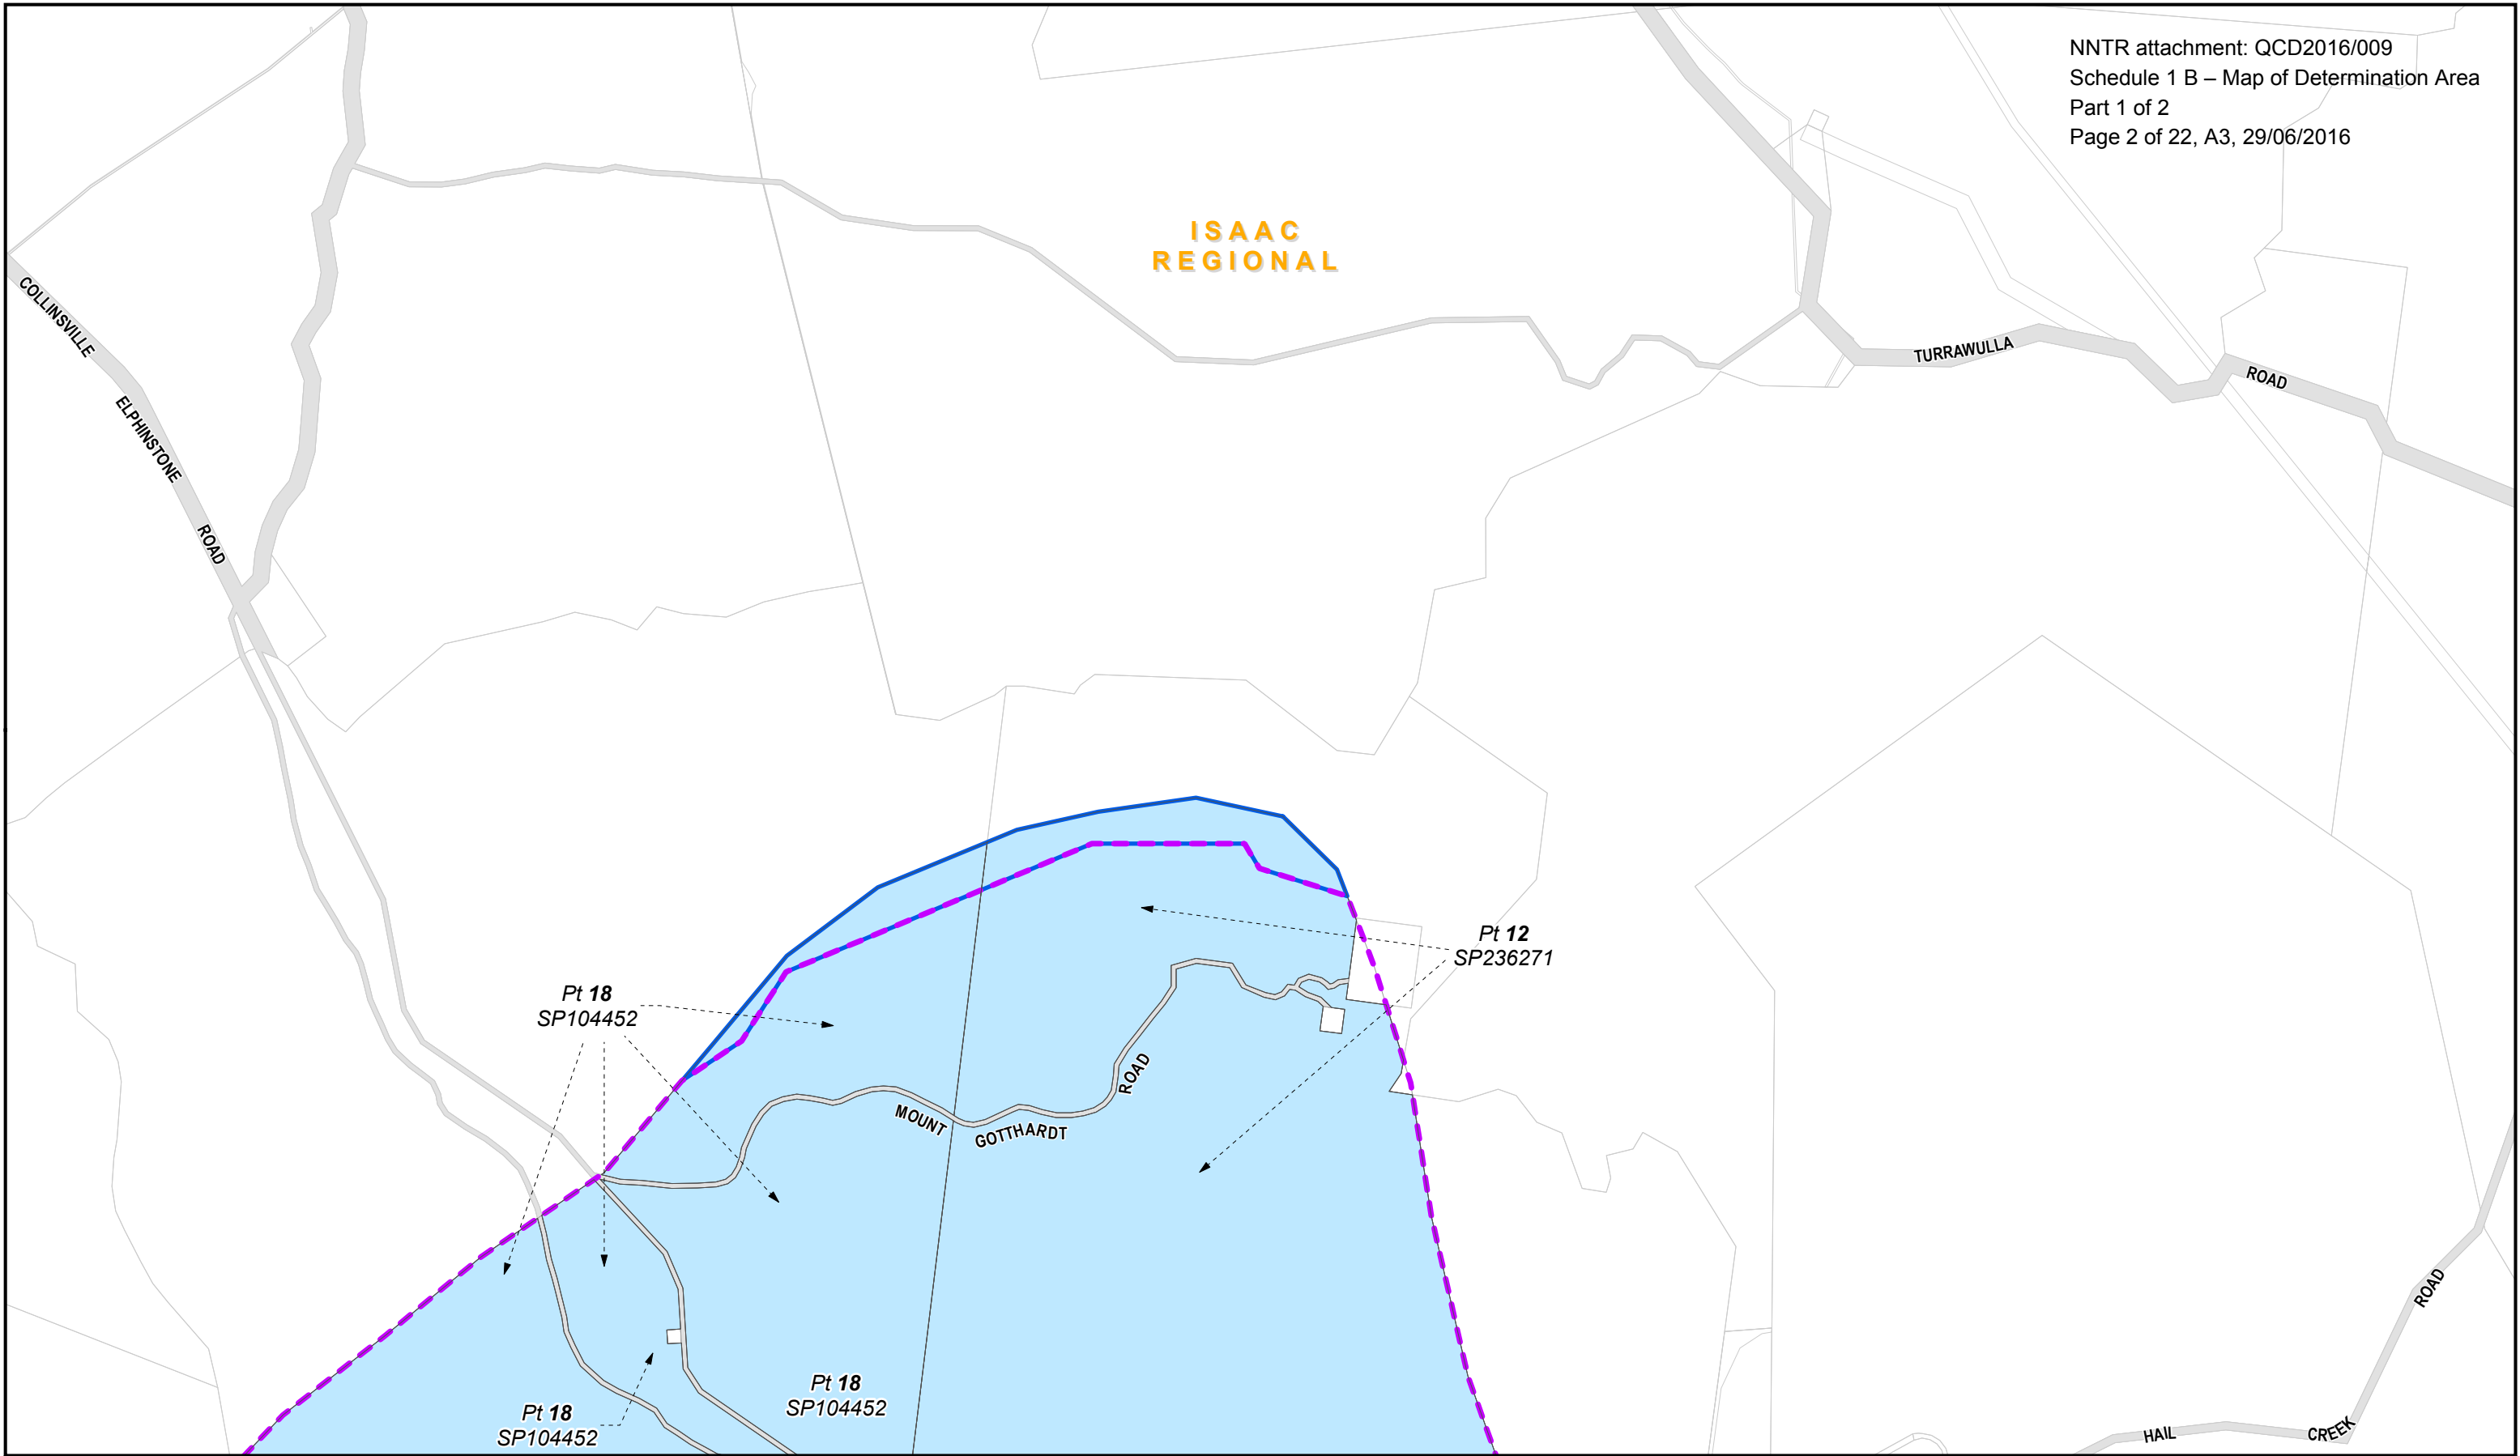 NNTR attachment: QCD2016/009
Schedule 1 B – Map of Determination Area
Part 1 of 2
Page 2 of 22, A3, 29/06/2016
ISAAC
REGIONAL
COLLINSVILLE
ELPHINSTONE
ROAD
TURRAWULLA
ROAD
Pt 12
SP236271
Pt 18
SP104452
MOUNT
GOTTHARDT
ROAD
Pt 18
SP104452
Pt 18
SP104452
HAIL
CREEK
ROAD